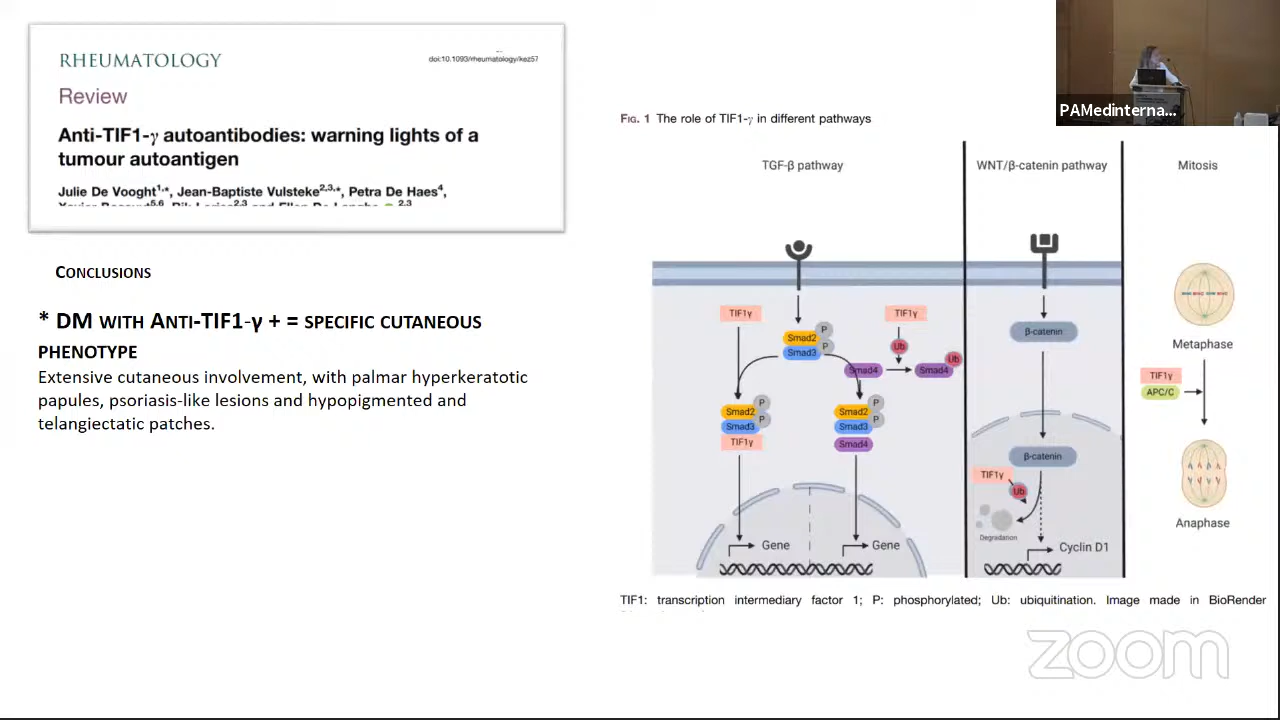 RHEUMATOLOGY
doi:10.1093/rheumatology/kez57
Review
Anti-TIF1-γ autoantibodies: warning lights of a
tumour autoantigen
Julie De Vooght1,*, Jean-Baptiste Vulsteke2,3,*, Petra De Haes4,
CONCLUSIONS
* DM WITH ANTI-TIF1-γ + = SPECIFIC CUTANEOUS
PHENOTYPE
Extensive cutaneous involvement, with palmar hyperkeratotic
papules, psoriasis-like lesions and hypopigmented and
telangiectatic patches.
PAMedinterna...
FIG. 1 The role of TIF1-γ in different pathways
TGF-β pathway
WNT/β-catenin pathway
Mitosis
TIF1γ
TIF1γ
P
Smad2
P
Smad3
Ub
Smad4
Smad4
Ub
P
Smad2
P
Smad3
TIF1γ
P
Smad2
P
Smad3
Smad4
Gene
Gene
β-catenin
β-catenin
TIF1γ
Ub
Degradation
Cyclin D1
Metaphase
TIF1γ
APC/C
Anaphase
TIF1: transcription intermediary factor 1; P: phosphorylated; Ub: ubiquitination. Image made in BioRender
zoom